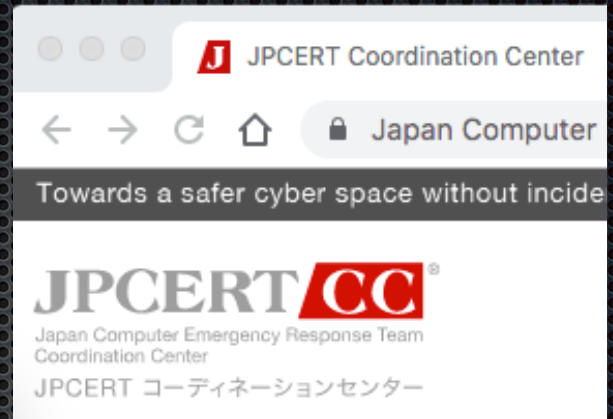 J JPCERT Coordination Center
Japan Computer
Towards a safer cyber space without incide
JPCERT CC®
Japan Computer Emergency Response Team
Coordination Center
JPCERT コーディネーションセンター